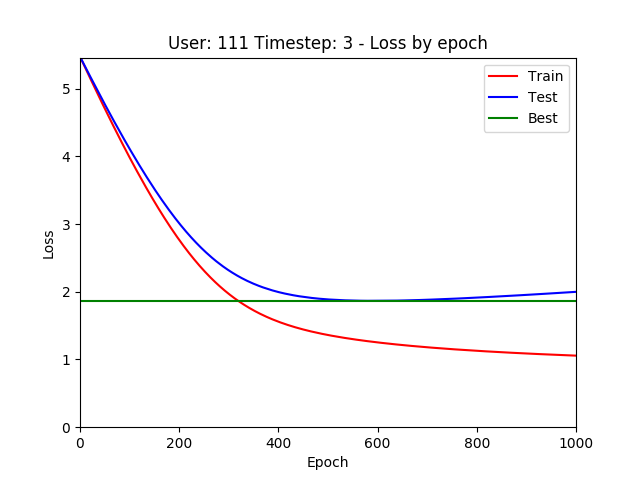 User: 111 Timestep: 3 - Loss by epoch
Train
Test
Best
Loss
5
4
3
2
1
0
0 200 400 600 800 1000
Epoch